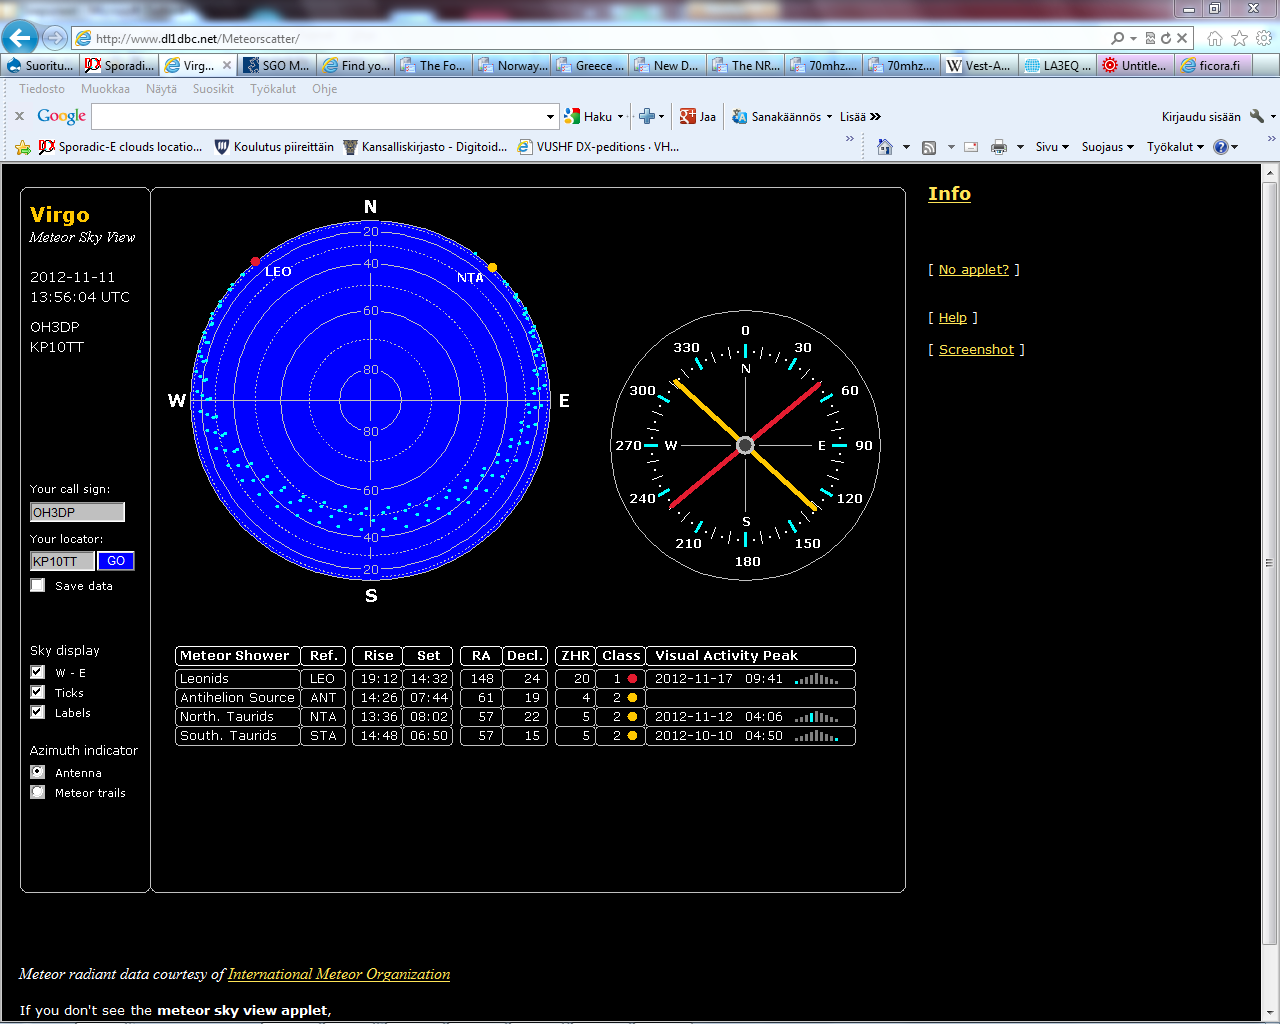 http://www.dl1dbc.net/Meteorscatter/
Suoritu...
Sporadi...
Virg...
SGO M...
Find yo...
The Fo...
Norway...
Greece ...
New D...
The NR...
70mhz....
70mhz....
Vest-A...
LA3EQ ...
Untitle...
ficora.fi
Tiedosto Muokkaa Näytä Suosikit Työkalut Ohje
x Google Haku Jaa Sanakäännös Lisää » Kirjaudu sisään
Sporadic-E clouds locatio... Koulutus piireittäin Kansalliskirjasto - Digitoid... VUSHF DX-peditions · VH... » Sivu Suojaus Työkalut »
Virgo
Meteor Sky View
2012-11-11
13:56:04 UTC
OH3DP
KP10TT
Your call sign:
OH3DP
Your locator:
KP10TT GO
Save data
Sky display
W - E
Ticks
Labels
Azimuth indicator
Antenna
Meteor trails
N
20
40
LEO
NTA
60
80
W
E
80
60
40
20
S
0
330
30
N
300
60
270
W
E
90
240
120
S
210
150
180
Meteor Shower Ref. Rise Set RA Decl. ZHR Class Visual Activity Peak
Leonids LEO 19:12 14:32 148 24 20 1 2012-11-17 09:41
Antihelion Source ANT 14:26 07:44 61 19 4 2
North. Taurids NTA 13:36 08:02 57 22 5 2 2012-11-12 04:06
South. Taurids STA 14:48 06:50 57 15 5 2 2012-10-10 04:50
Info
[ No applet? ]
[ Help ]
[ Screenshot ]
Meteor radiant data courtesy of International Meteor Organization
If you don't see the meteor sky view applet,